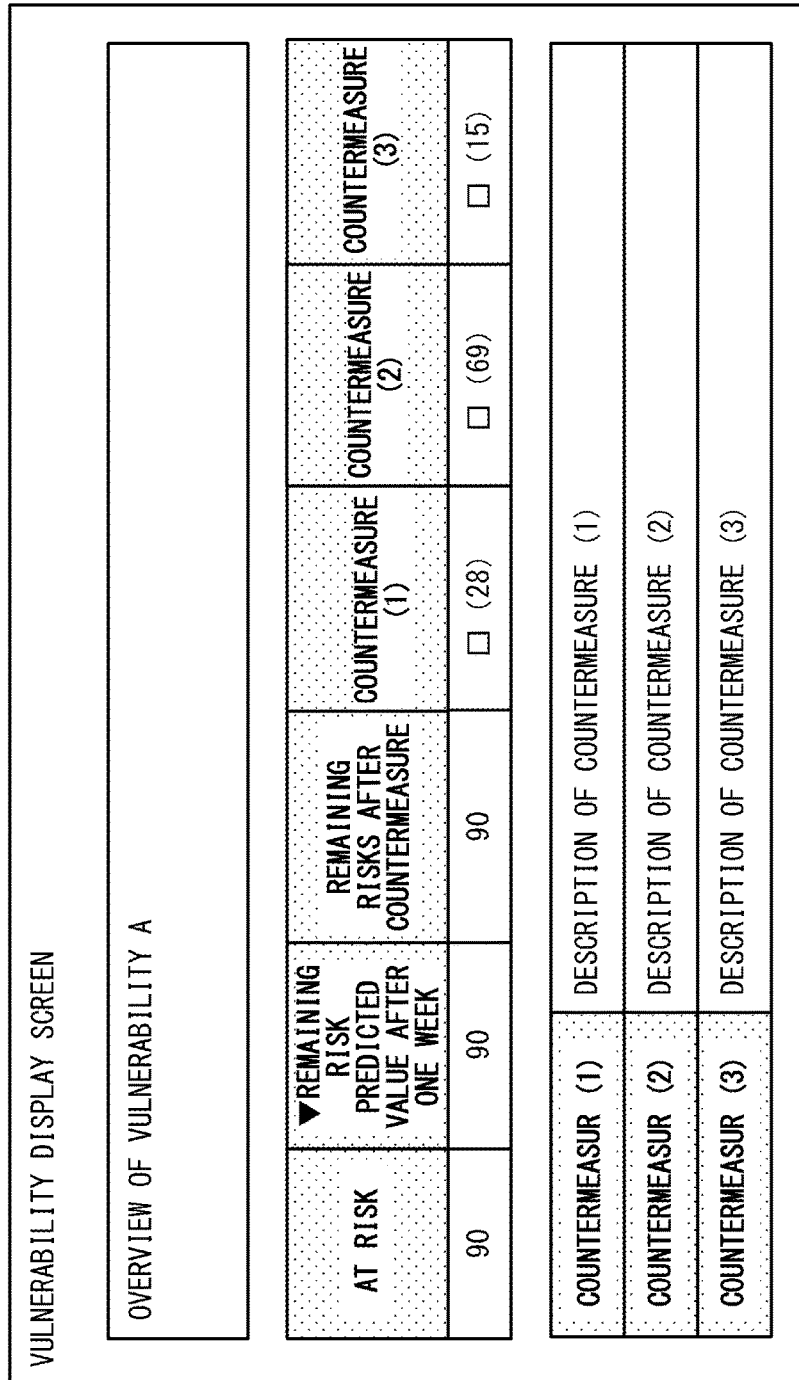 VULNERABILITY DISPLAY SCREEN
OVERVIEW OF VULNERABILITY A
AT RISK
▼REMAINING
RISK
PREDICTED
VALUE AFTER
ONE WEEK
REMAINING
RISKS AFTER
COUNTERMEASURE
COUNTERMEASURE
(1)
COUNTERMEASURE
(2)
COUNTERMEASURE
(3)
90
90
90
□ (28)
□ (69)
□ (15)
COUNTERMEASUR (1)
DESCRIPTION OF COUNTERMEASURE (1)
COUNTERMEASUR (2)
DESCRIPTION OF COUNTERMEASURE (2)
COUNTERMEASUR (3)
DESCRIPTION OF COUNTERMEASURE (3)